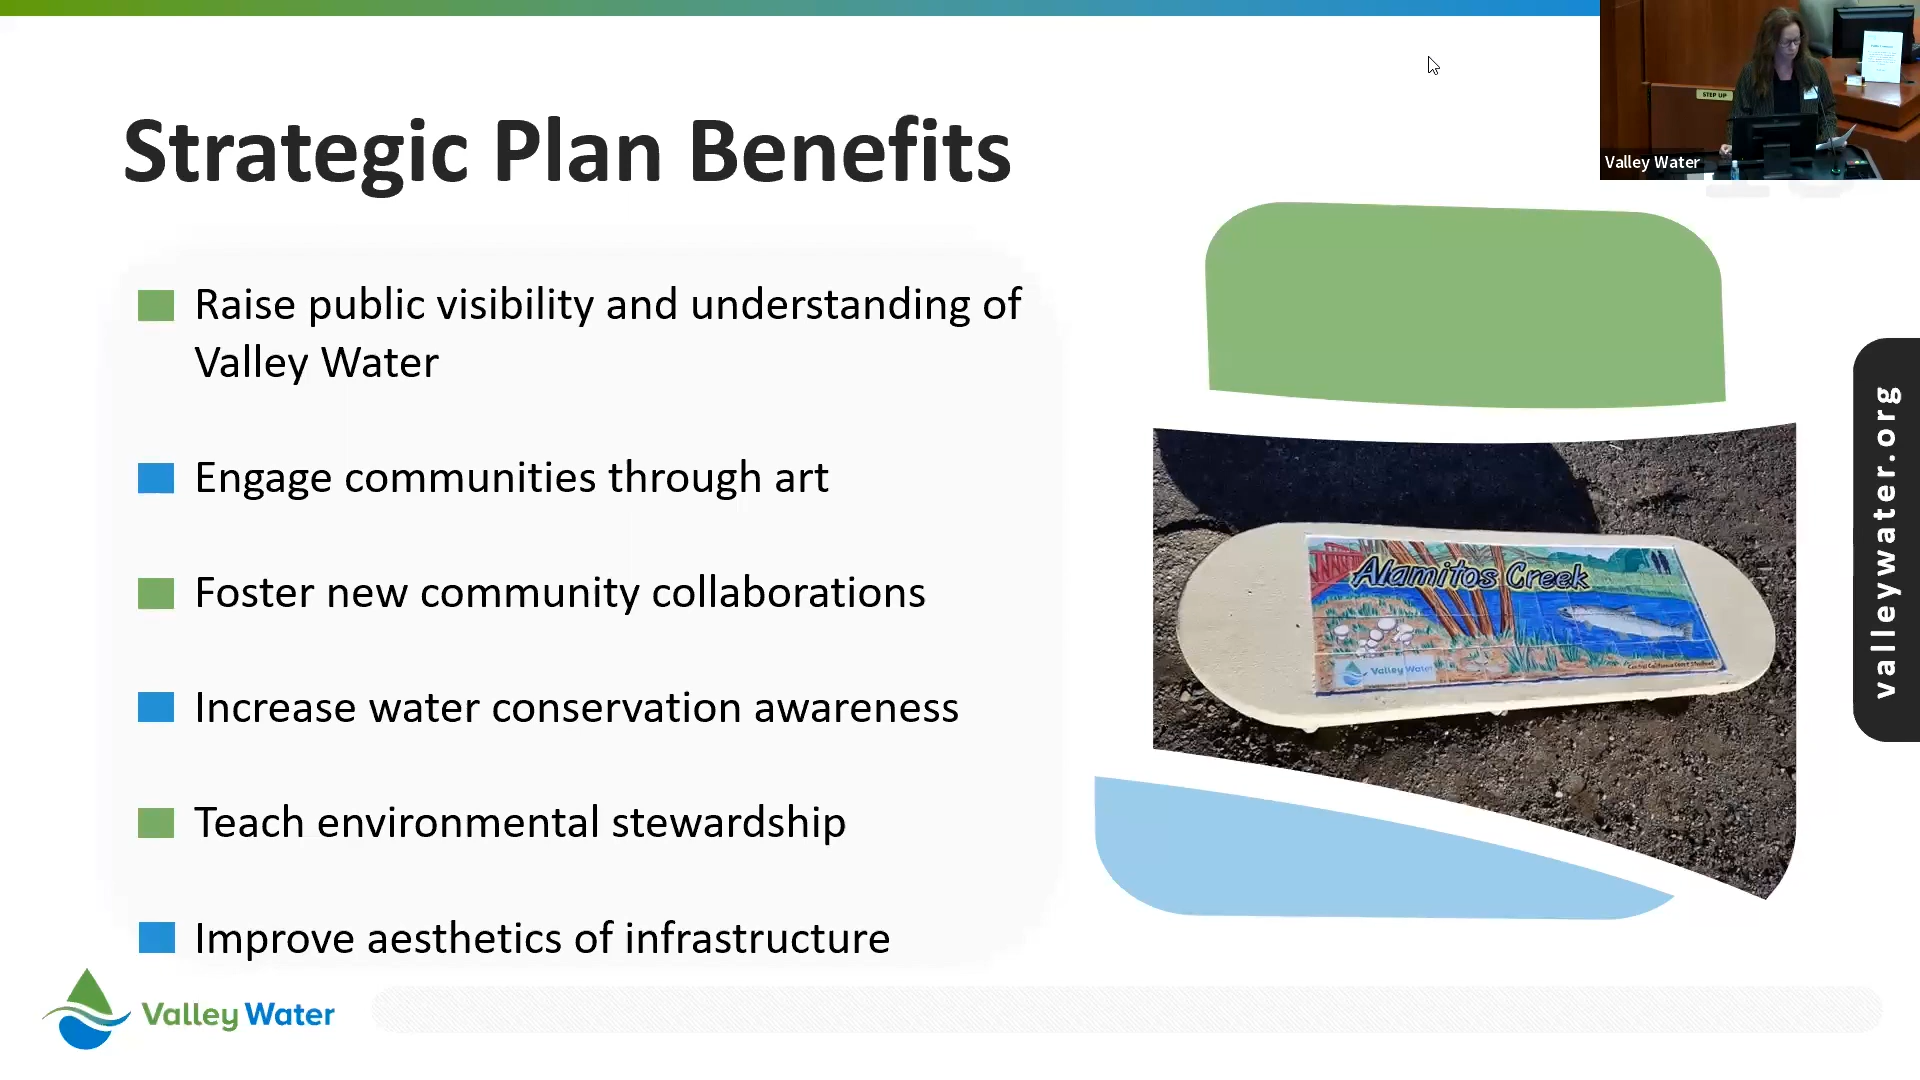 Strategic Plan Benefits
STEP UP
Valley Water
Raise public visibility and understanding of
Valley Water
Engage communities through art
Foster new community collaborations
Increase water conservation awareness
Teach environmental stewardship
Improve aesthetics of infrastructure
Alamitos Creek
Valley Water
valleywater.org
Valley Water